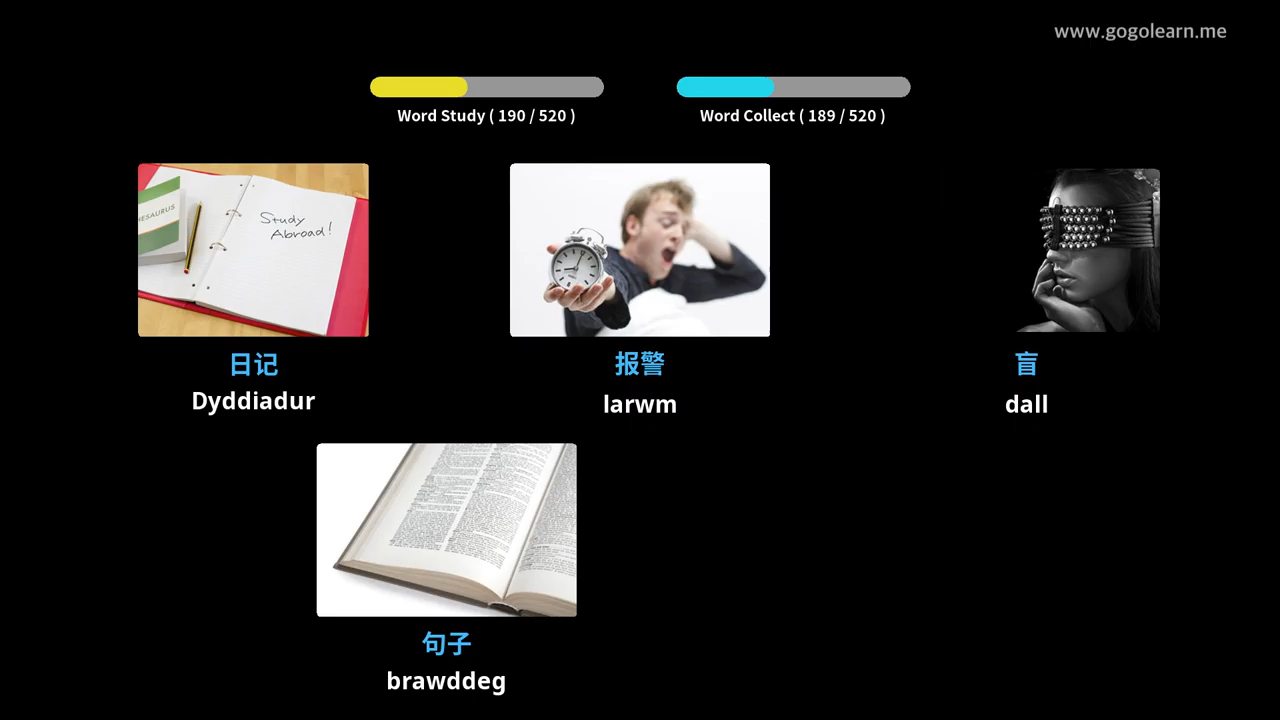 www.gogolearn.me
Word Study ( 190 / 520 )
Word Collect ( 189 / 520 )
HESAURUS
Study
Abroad!
日记
报警
盲
Dyddiadur
larwm
dall
句子
brawddeg